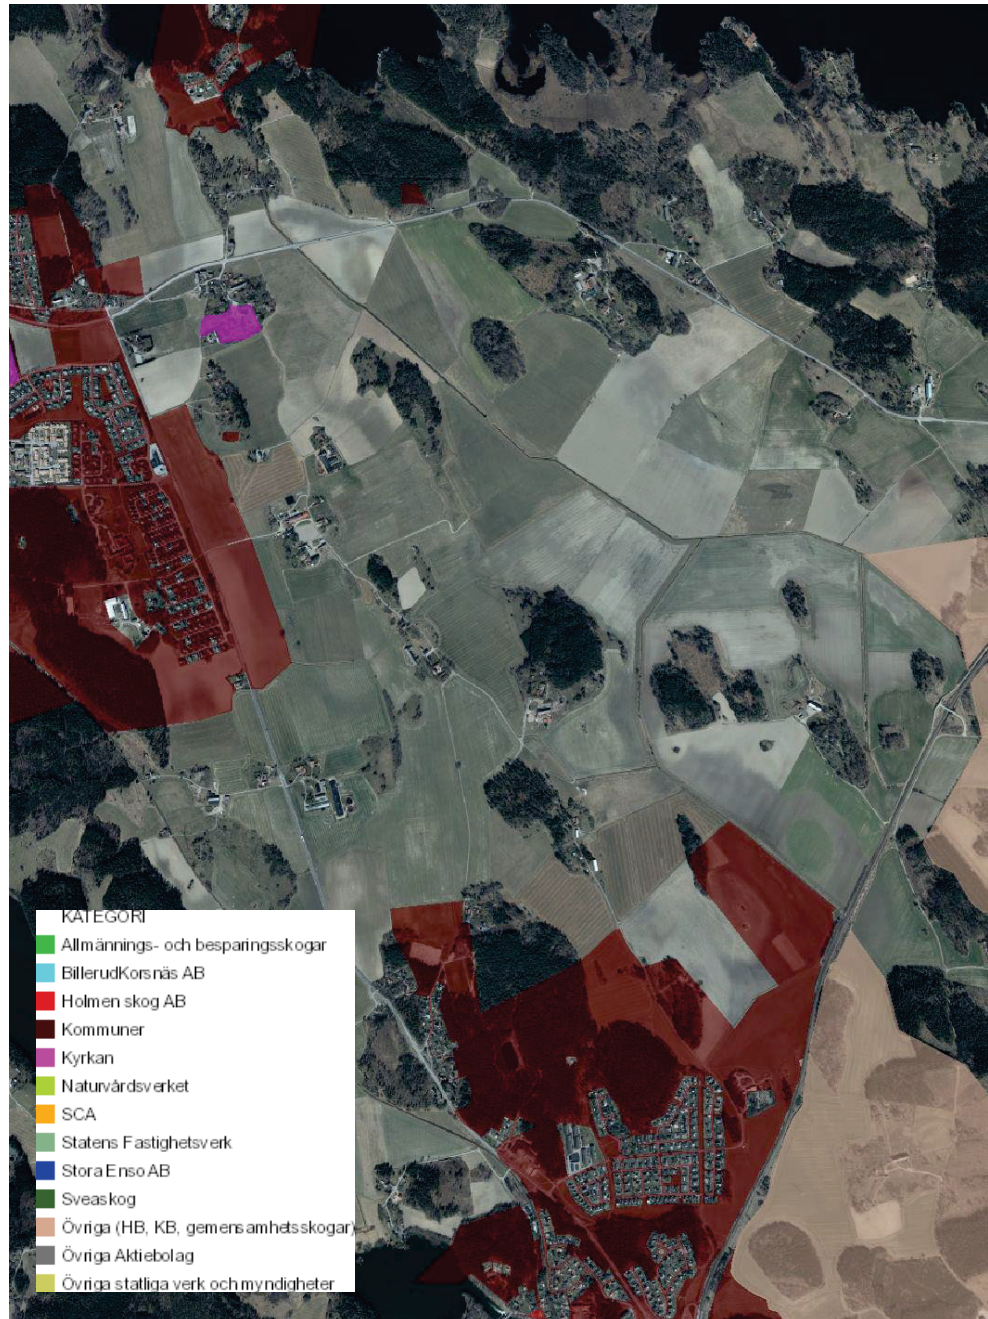 KATEGORI
Allmännings- och besparingsskogar
BillerudKorsnäs AB
Holmen skog AB
Kommuner
Kyrkan
Naturvårdsverket
SCA
Statens Fastighetsverk
Stora Enso AB
Sveaskog
Övriga (HB, KB, gemensamhetsskogar)
Övriga Aktiebolag
Övriga statliga verk och myndigheter